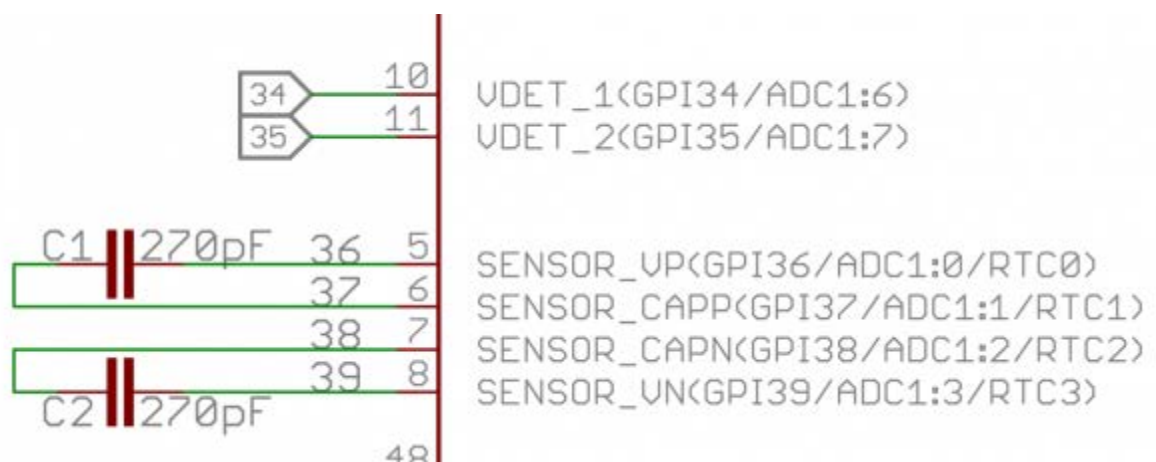 34 10 VDET_1(GPI34/ADC1:6)
35 11 VDET_2(GPI35/ADC1:7)
C1 270pF 36 5 SENSOR_VP(GPI36/ADC1:0/RTC0)
37 6 SENSOR_CAPP(GPI37/ADC1:1/RTC1)
38 7 SENSOR_CAPN(GPI38/ADC1:2/RTC2)
39 8 SENSOR_VN(GPI39/ADC1:3/RTC3)
C2 270pF
48